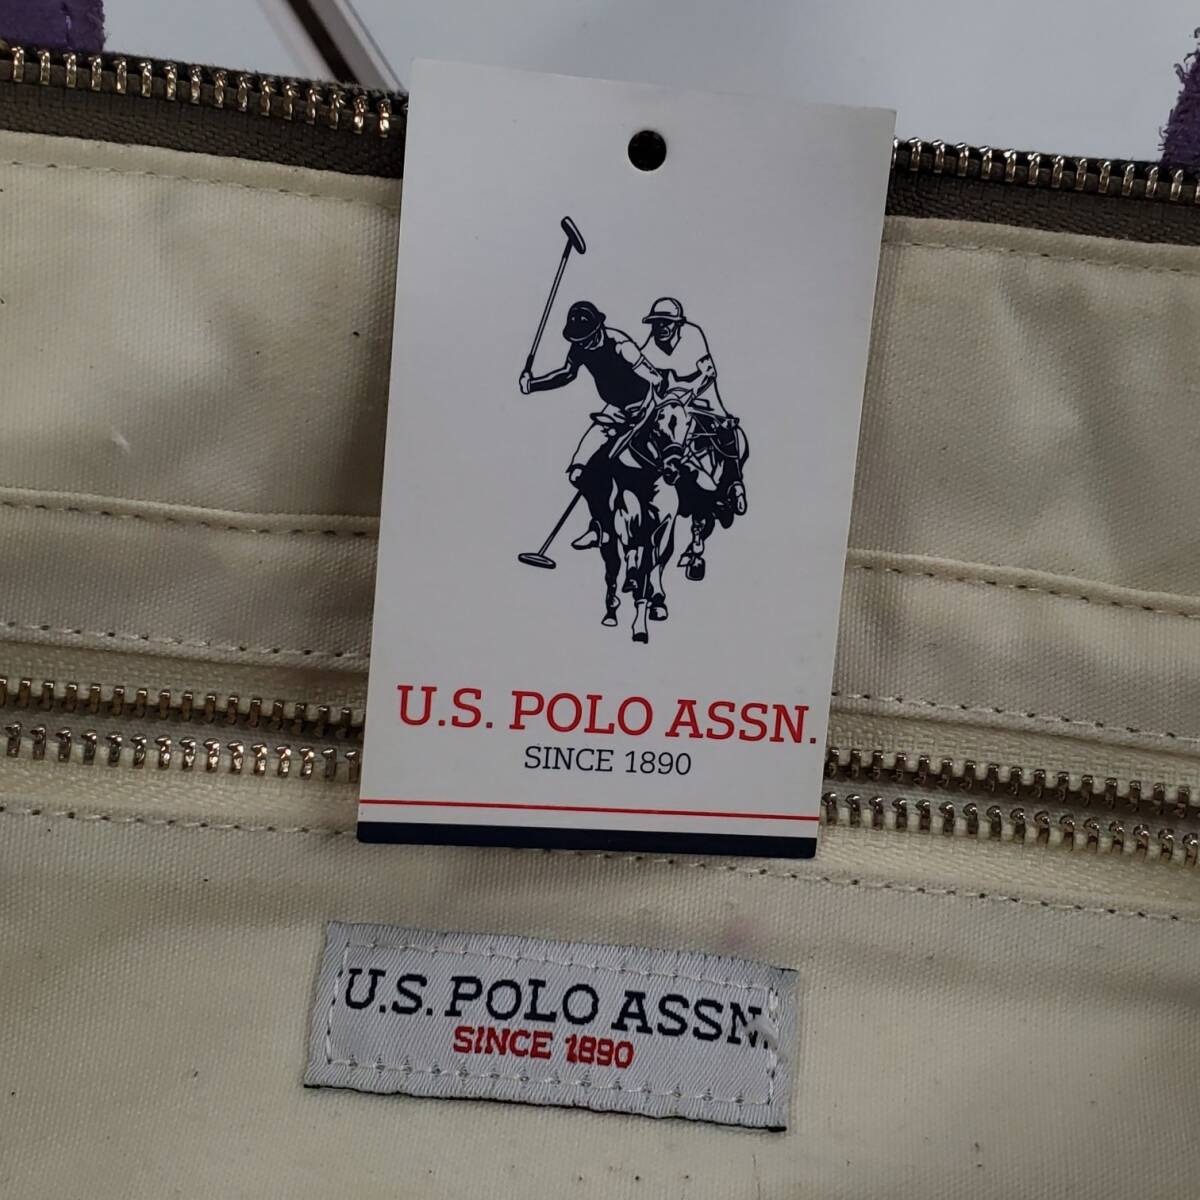 U.S. POLO ASSN.
SINCE 1890
U.S. POLO ASSN.
SINCE 1890